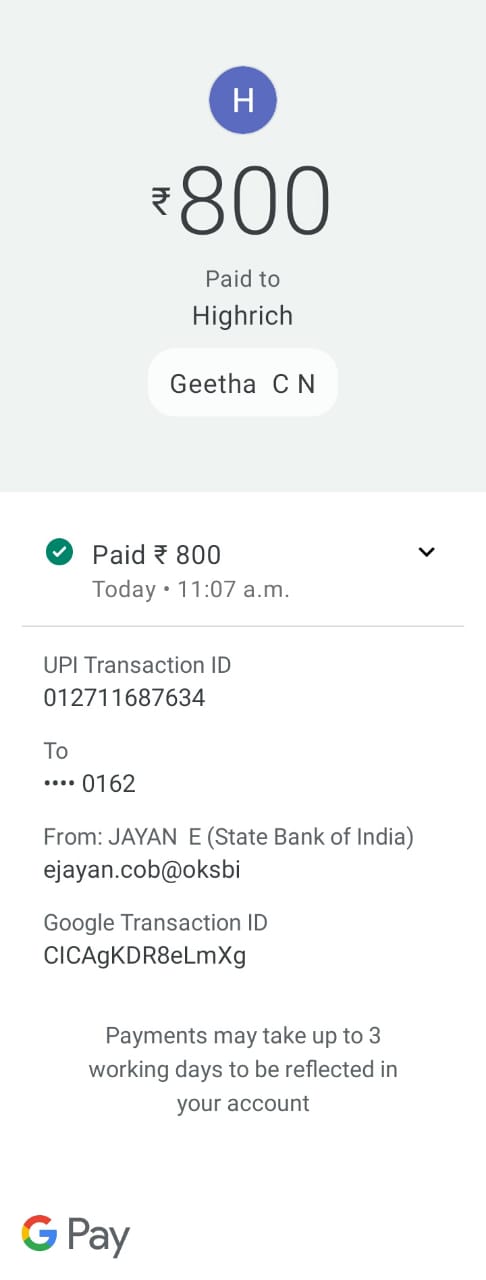 H
₹800
Paid to
Highrich
Geetha  C N
Paid ₹ 800
Today • 11:07 a.m.
UPI Transaction ID
012711687634
To
•••• 0162
From: JAYAN  E (State Bank of India)
ejayan.cob@oksbi
Google Transaction ID
CICAgKDR8eLmXg
Payments may take up to 3
working days to be reflected in
your account
G Pay